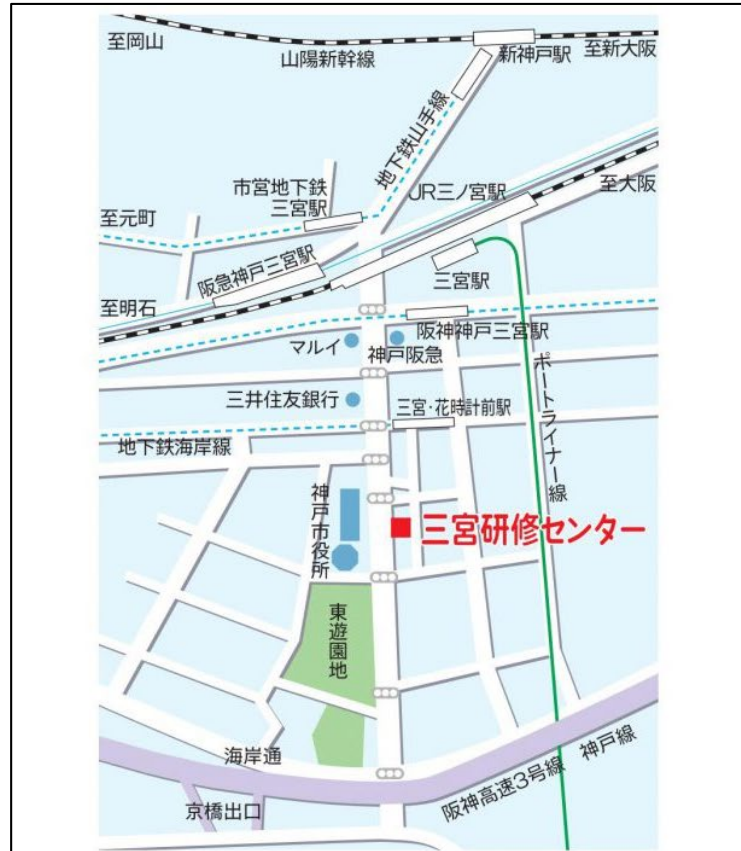 至岡山
山陽新幹線
新神戸駅
至新大阪
地下鉄山手線
市営地下鉄
三宮駅
JR三ノ宮駅
至大阪
至元町
阪急神戸三宮駅
三宮駅
至明石
阪神神戸三宮駅
マルイ
神戸阪急
ポートライナー線
三井住友銀行
三宮・花時計前駅
地下鉄海岸線
神戸市役所
三宮研修センター
東遊園地
海岸通
阪神高速3号線 神戸線
京橋出口